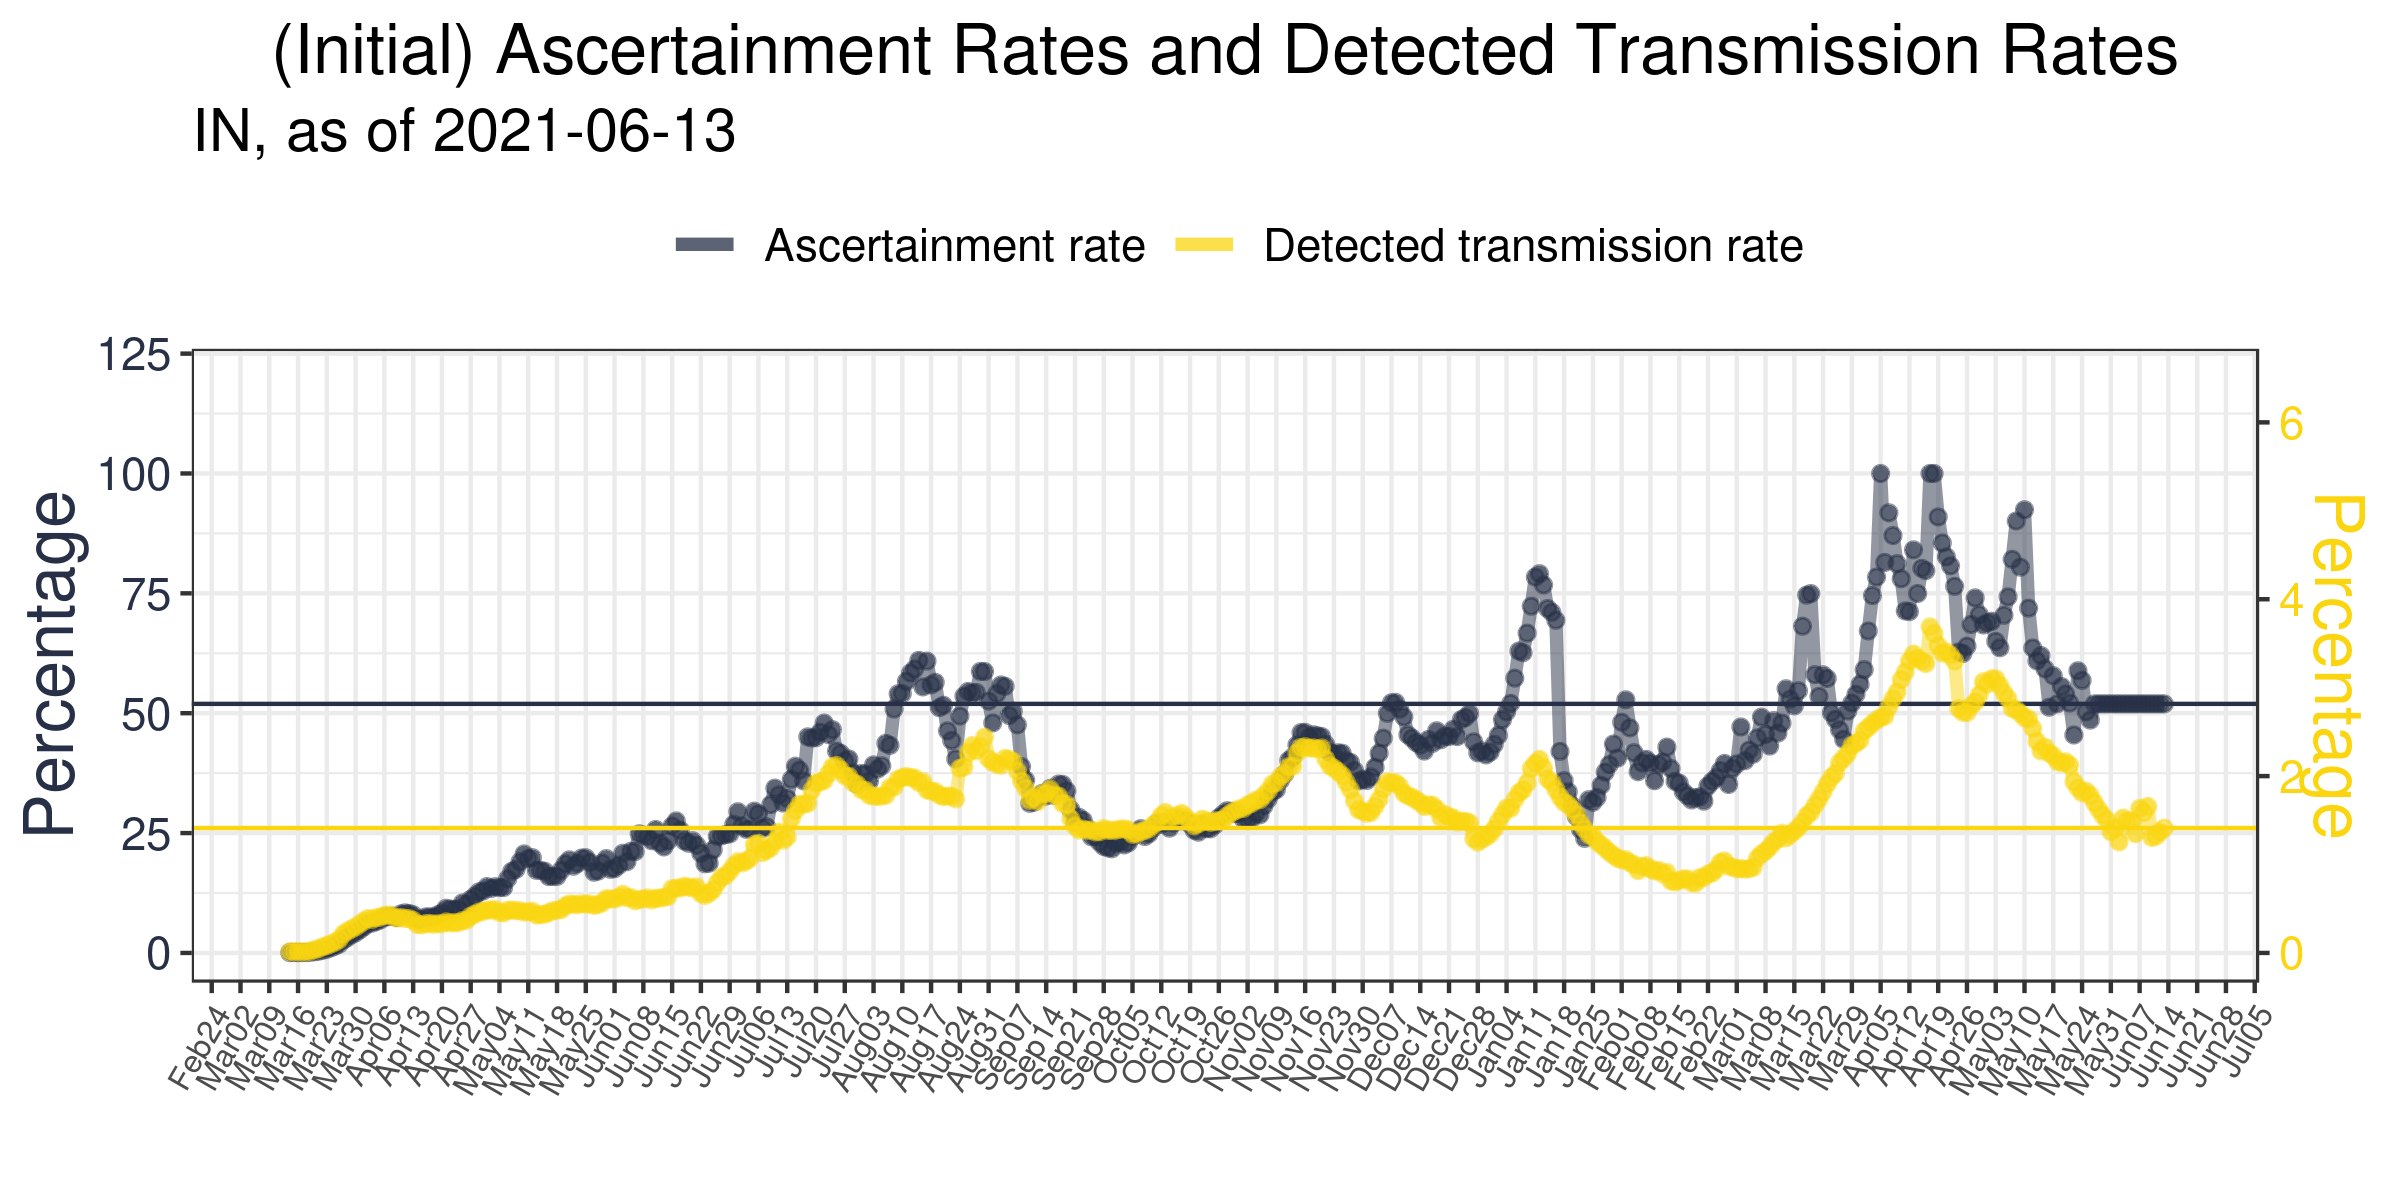 (Initial) Ascertainment Rates and Detected Transmission Rates
IN, as of 2021-06-13
Ascertainment rate
Detected transmission rate
125
100
75
50
25
0
Percentage
6
4
2
0
Percentage
Feb24
Mar02
Mar09
Mar16
Mar23
Mar30
Apr06
Apr13
Apr20
Apr27
May04
May11
May18
May25
Jun01
Jun08
Jun15
Jun22
Jun29
Jul06
Jul13
Jul20
Jul27
Aug03
Aug10
Aug17
Aug24
Aug31
Sep07
Sep14
Sep21
Sep28
Oct05
Oct12
Oct19
Oct26
Nov02
Nov09
Nov16
Nov23
Nov30
Dec07
Dec14
Dec21
Dec28
Jan04
Jan11
Jan18
Jan25
Feb01
Feb08
Feb15
Feb22
Mar01
Mar08
Mar15
Mar22
Mar29
Apr05
Apr12
Apr19
Apr26
May03
May10
May17
May24
May31
Jun07
Jun14
Jun21
Jun28
Jul05